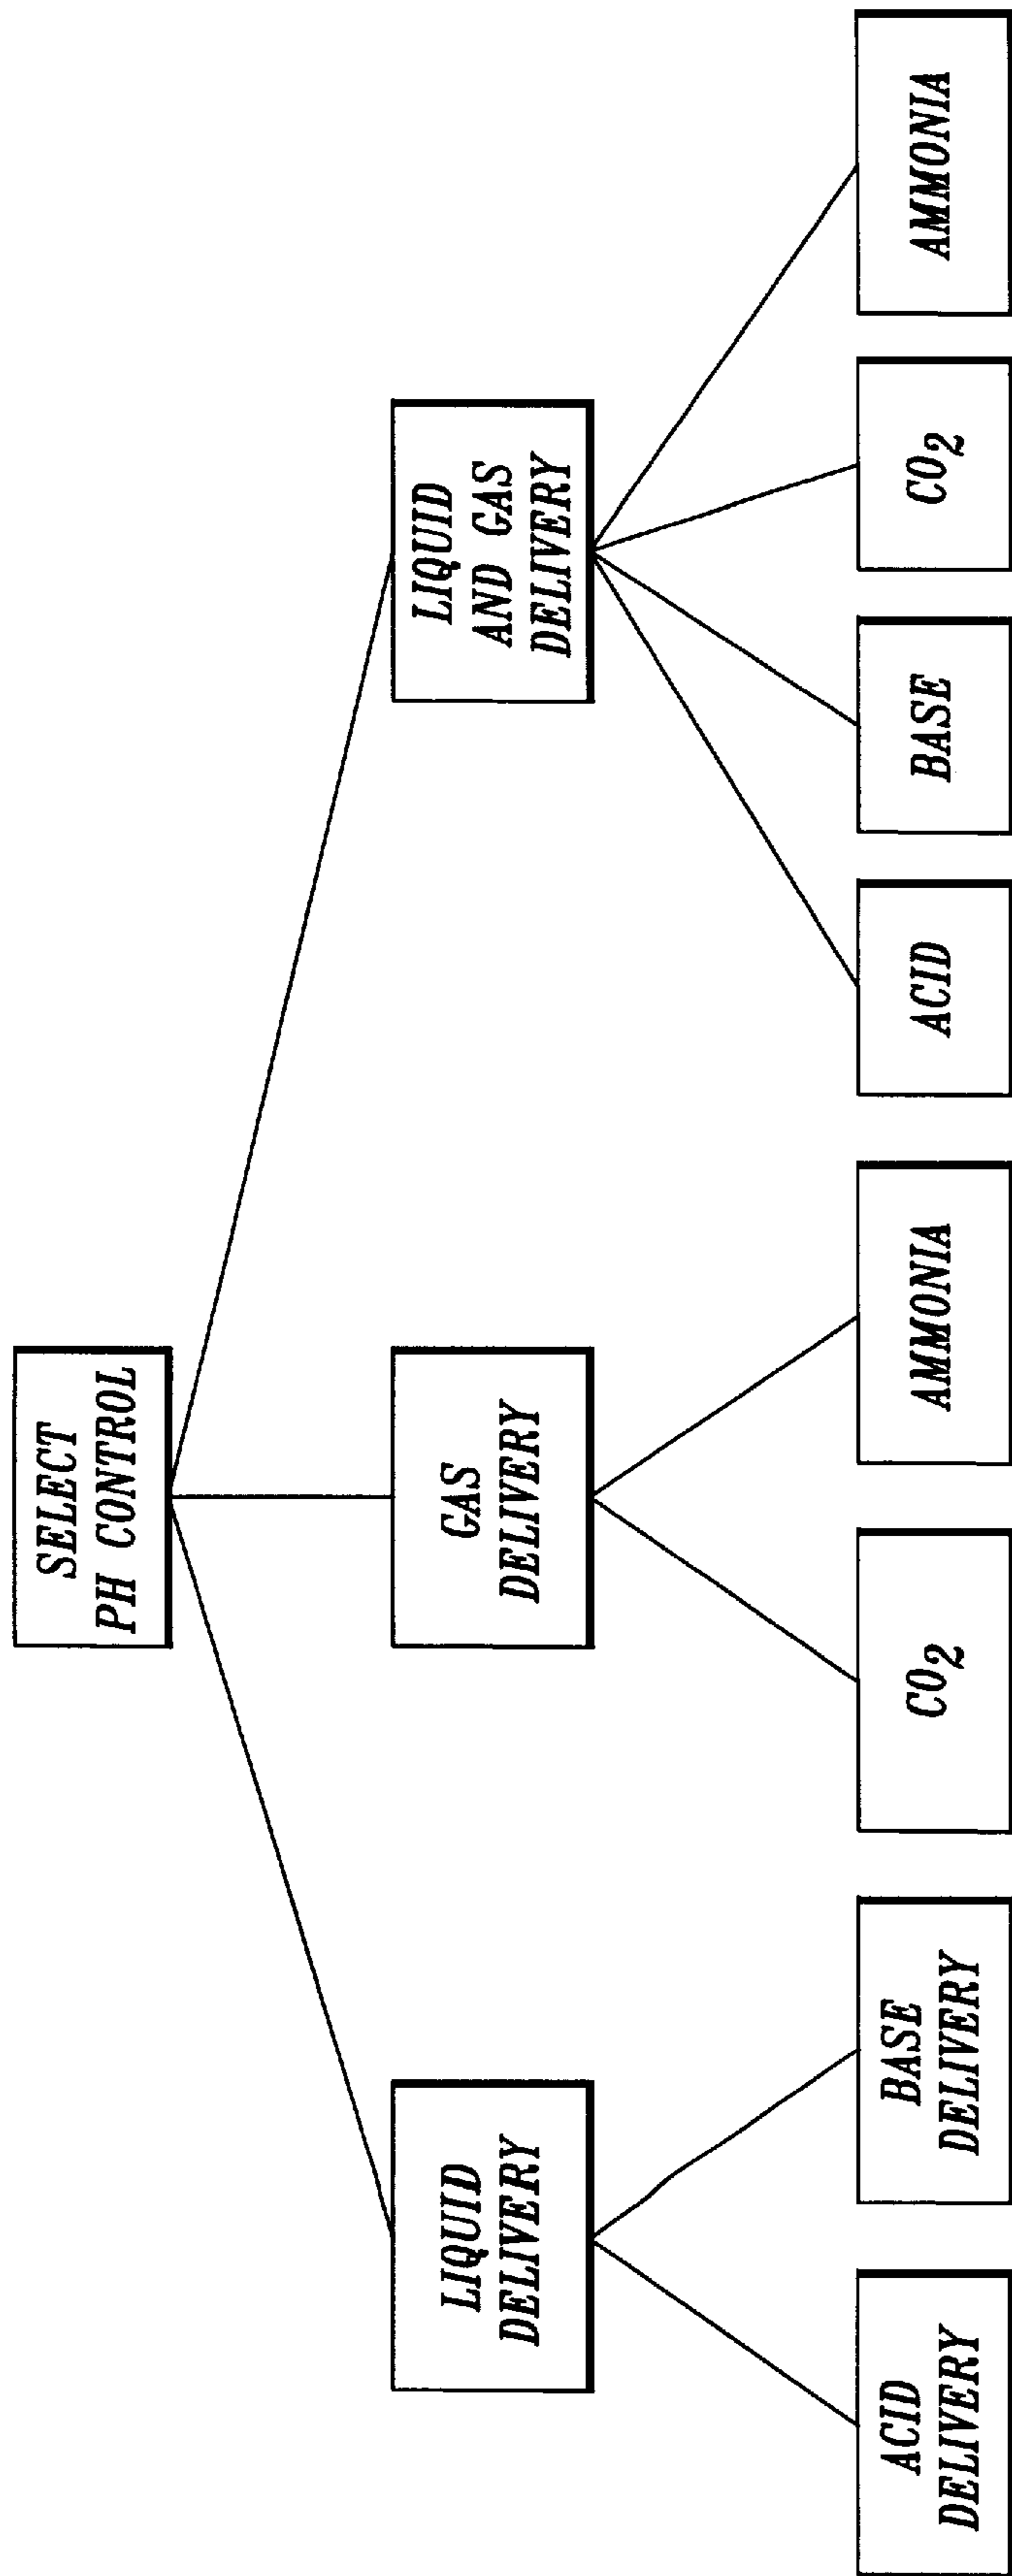 SELECT
PH CONTROL
LIQUID
DELIVERY
GAS
DELIVERY
LIQUID
AND GAS
DELIVERY
ACID
DELIVERY
BASE
DELIVERY
CO₂
AMMONIA
ACID
BASE
CO₂
AMMONIA